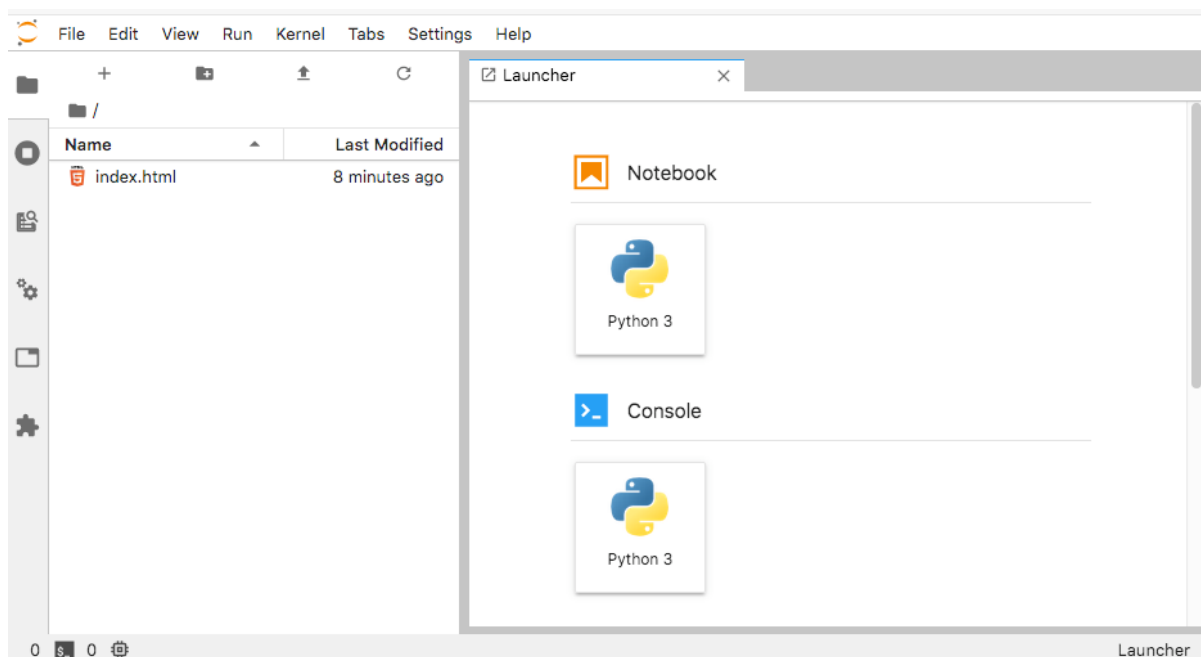 File Edit View Run Kernel Tabs Settings Help
Launcher
/
Name Last Modified
index.html 8 minutes ago
Notebook
Python 3
Console
Python 3
0 $_ 0 Launcher